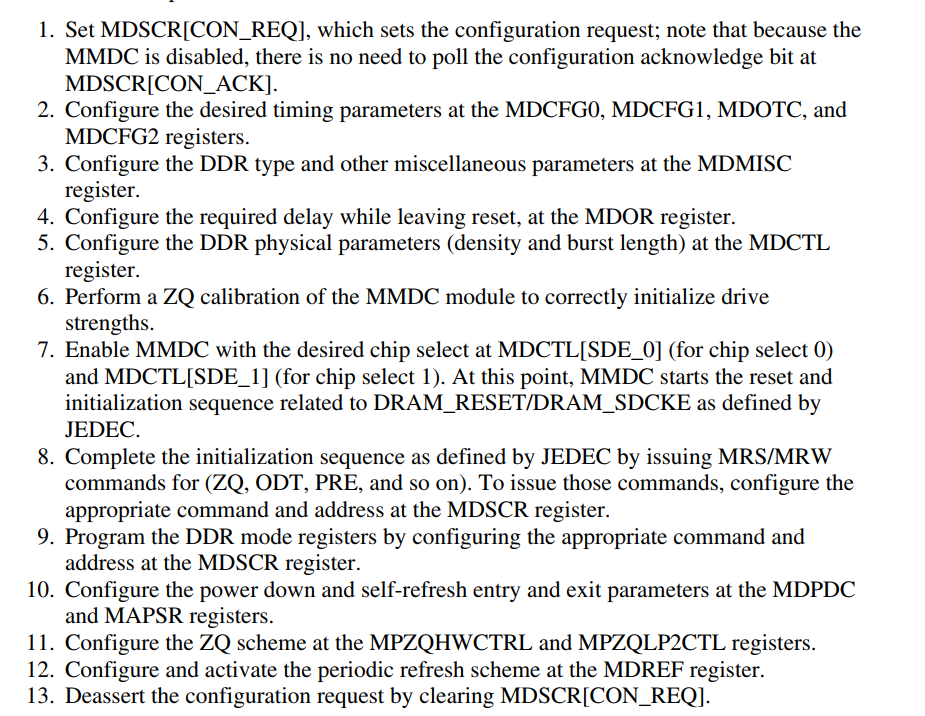 1. Set MDSCR[CON_REQ], which sets the configuration request; note that because the
MMDC is disabled, there is no need to poll the configuration acknowledge bit at
MDSCR[CON_ACK].
2. Configure the desired timing parameters at the MDCFG0, MDCFG1, MDOTC, and
MDCFG2 registers.
3. Configure the DDR type and other miscellaneous parameters at the MDMISC
register.
4. Configure the required delay while leaving reset, at the MDOR register.
5. Configure the DDR physical parameters (density and burst length) at the MDCTL
register.
6. Perform a ZQ calibration of the MMDC module to correctly initialize drive
strengths.
7. Enable MMDC with the desired chip select at MDCTL[SDE_0] (for chip select 0)
and MDCTL[SDE_1] (for chip select 1). At this point, MMDC starts the reset and
initialization sequence related to DRAM_RESET/DRAM_SDCKE as defined by
JEDEC.
8. Complete the initialization sequence as defined by JEDEC by issuing MRS/MRW
commands for (ZQ, ODT, PRE, and so on). To issue those commands, configure the
appropriate command and address at the MDSCR register.
9. Program the DDR mode registers by configuring the appropriate command and
address at the MDSCR register.
10. Configure the power down and self-refresh entry and exit parameters at the MDPDC
and MAPSR registers.
11. Configure the ZQ scheme at the MPZQHWCTRL and MPZQLP2CTL registers.
12. Configure and activate the periodic refresh scheme at the MDREF register.
13. Deassert the configuration request by clearing MDSCR[CON_REQ].